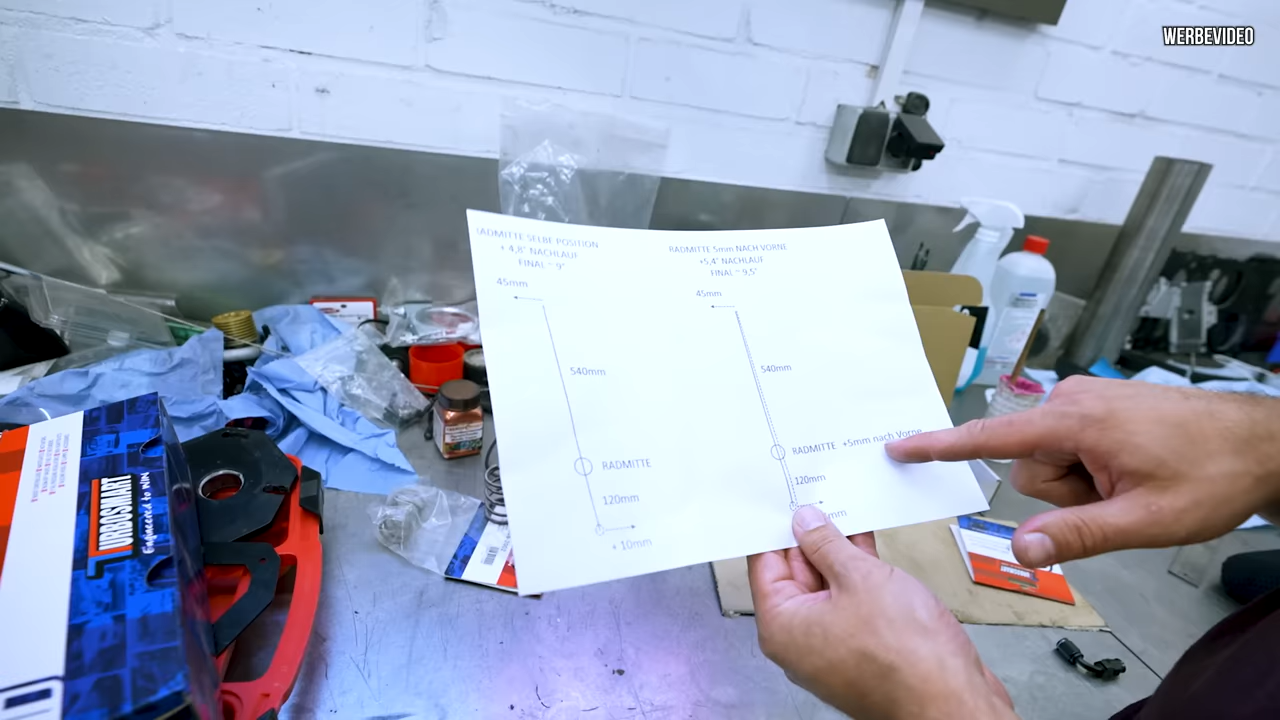 WERBEVIDEO
RADMITTE SELBE POSITION
+ 4,8° NACHLAUF
FINAL ~ 9°
45mm
540mm
RADMITTE
120mm
+ 10mm
RADMITTE 5mm NACH VORNE
+5,4° NACHLAUF
FINAL ~ 9,5°
45mm
540mm
RADMITTE +5mm nach Vorne
120mm
mm
TURBOSMART
Engineered to WIN